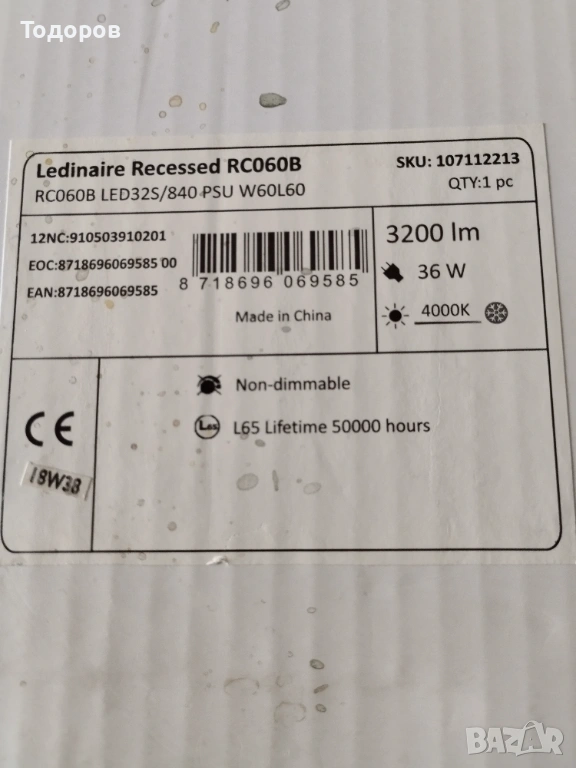 Тодоров
Ledinaire Recessed RC060B
SKU: 107112213
RC060B LED32S/840 PSU W60L60
QTY:1 pc
12NC:910503910201
EOC:8718696069585 00
EAN:8718696069585
8 718696 069585
Made in China
3200 lm
36 W
4000K
Non-dimmable
L65 Lifetime 50000 hours
CE
18W38
BAZAR